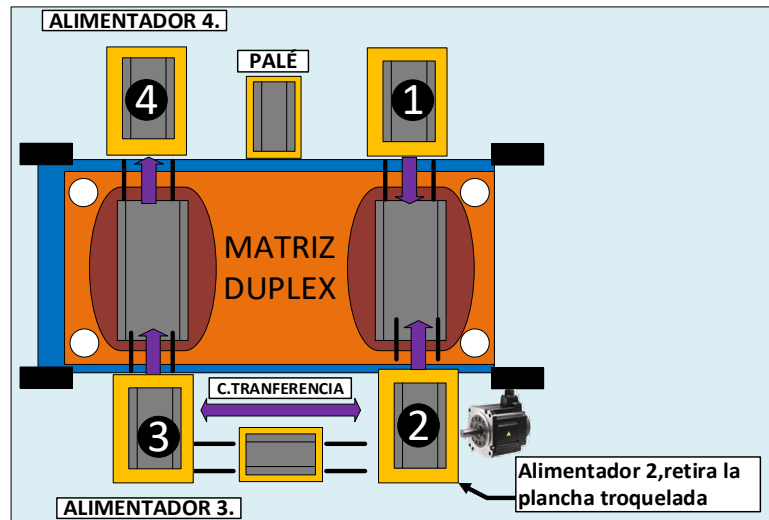 ALIMENTADOR 4.
PALÉ
4
1
MATRIZ
DUPLEX
C.TRANFERENCIA
3
2
ALIMENTADOR 3.
Alimentador 2,retira la
plancha troquelada